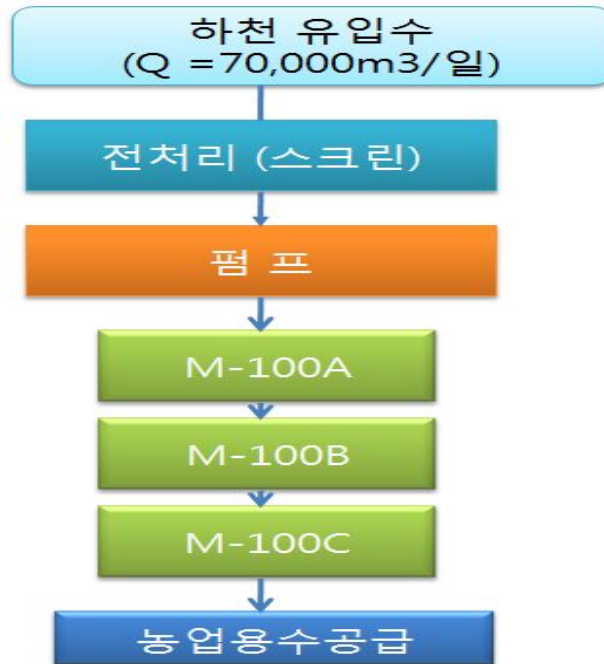 하천 유입수
(Q =70,000m3/일)
전처리 (스크린)
펌 프
M-100A
M-100B
M-100C
농업용수공급